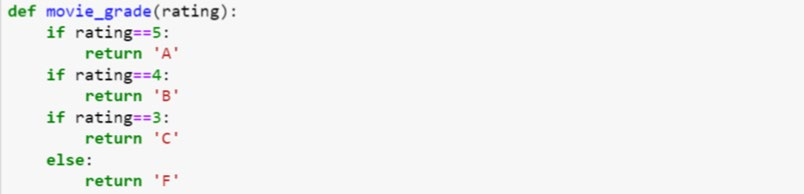 def movie_grade(rating):
    if rating==5:
        return 'A'
    if rating==4:
        return 'B'
    if rating==3:
        return 'C'
    else:
        return 'F'